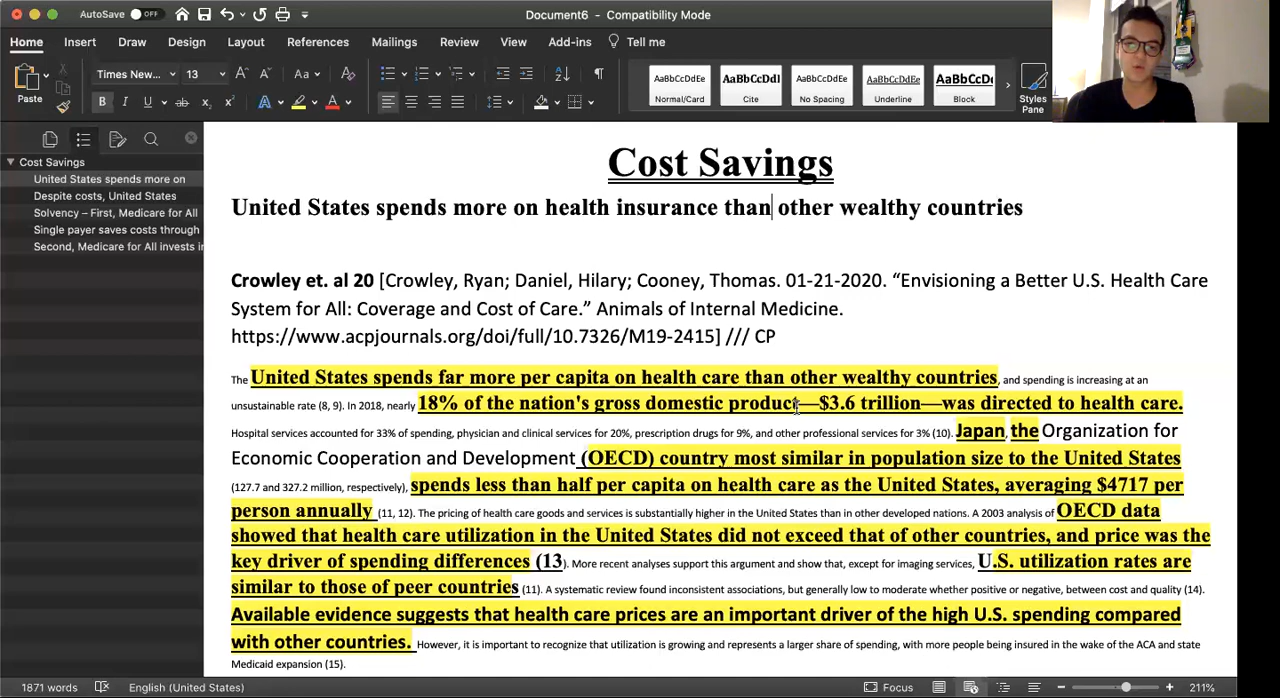 AutoSave OFF
Document6 - Compatibility Mode
Home Insert Draw Design Layout References Mailings Review View Add-ins Tell me
Paste
Times New... 13
Aa
B I U ab x₂ x²
A A
AaBbCcDdEe AaBbCcDdI AaBbCcDdEe AaBbCcDdEe AaBbCcDc
Normal/Card Cite No Spacing Underline Block
Styles Pane
Cost Savings
United States spends more on
Despite costs, United States
Solvency – First, Medicare for All
Single payer saves costs through
Second, Medicare for All invests in
Cost Savings
United States spends more on health insurance than other wealthy countries
Crowley et. al 20 [Crowley, Ryan; Daniel, Hilary; Cooney, Thomas. 01-21-2020. “Envisioning a Better U.S. Health Care
System for All: Coverage and Cost of Care.” Animals of Internal Medicine.
https://www.acpjournals.org/doi/full/10.7326/M19-2415] /// CP
The United States spends far more per capita on health care than other wealthy countries, and spending is increasing at an
unsustainable rate (8, 9). In 2018, nearly 18% of the nation's gross domestic product—$3.6 trillion—was directed to health care.
Hospital services accounted for 33% of spending, physician and clinical services for 20%, prescription drugs for 9%, and other professional services for 3% (10). Japan, the Organization for
Economic Cooperation and Development (OECD) country most similar in population size to the United States
(127.7 and 327.2 million, respectively), spends less than half per capita on health care as the United States, averaging $4717 per
person annually (11, 12). The pricing of health care goods and services is substantially higher in the United States than in other developed nations. A 2003 analysis of OECD data
showed that health care utilization in the United States did not exceed that of other countries, and price was the
key driver of spending differences (13). More recent analyses support this argument and show that, except for imaging services, U.S. utilization rates are
similar to those of peer countries (11). A systematic review found inconsistent associations, but generally low to moderate whether positive or negative, between cost and quality (14).
Available evidence suggests that health care prices are an important driver of the high U.S. spending compared
with other countries. However, it is important to recognize that utilization is growing and represents a larger share of spending, with more people being insured in the wake of the ACA and state
Medicaid expansion (15).
1871 words English (United States) Focus 211%